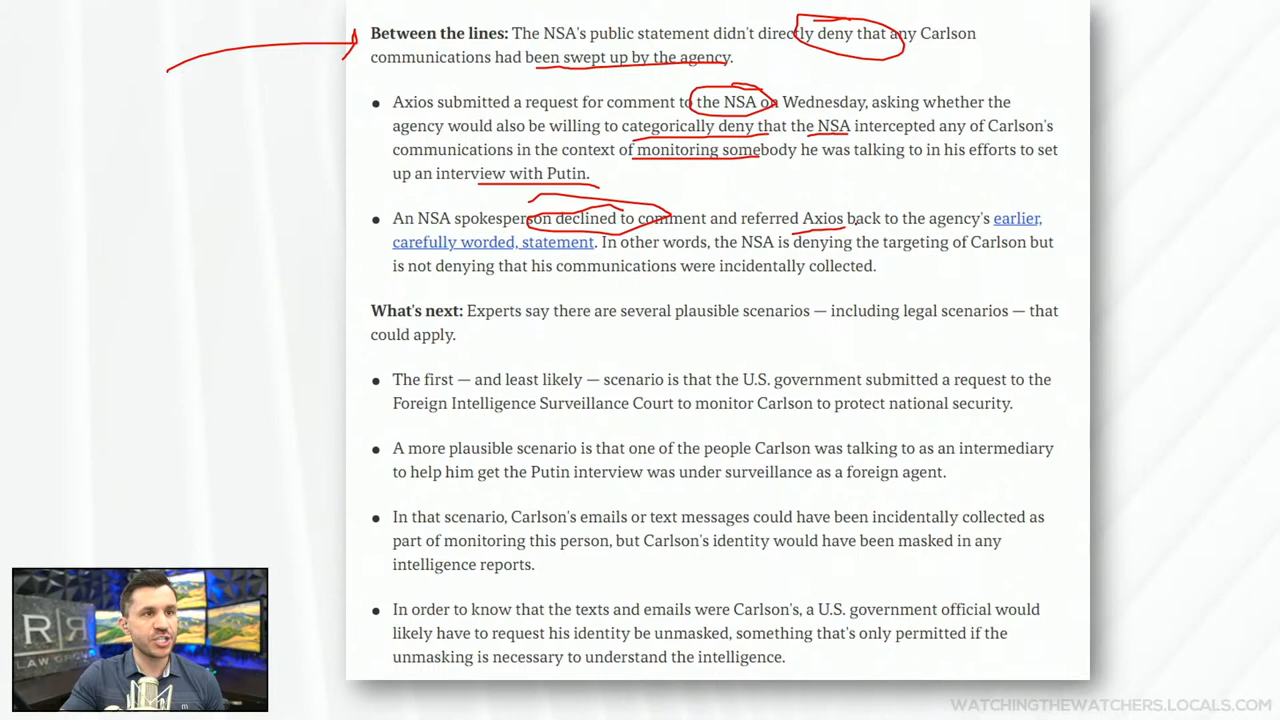 Between the lines: The NSA's public statement didn't directly deny that any Carlson
communications had been swept up by the agency.
• Axios submitted a request for comment to the NSA on Wednesday, asking whether the
agency would also be willing to categorically deny that the NSA intercepted any of Carlson's
communications in the context of monitoring somebody he was talking to in his efforts to set
up an interview with Putin.
• An NSA spokesperson declined to comment and referred Axios back to the agency's earlier,
carefully worded, statement. In other words, the NSA is denying the targeting of Carlson but
is not denying that his communications were incidentally collected.
What's next: Experts say there are several plausible scenarios — including legal scenarios — that
could apply.
• The first — and least likely — scenario is that the U.S. government submitted a request to the
Foreign Intelligence Surveillance Court to monitor Carlson to protect national security.
• A more plausible scenario is that one of the people Carlson was talking to as an intermediary
to help him get the Putin interview was under surveillance as a foreign agent.
• In that scenario, Carlson's emails or text messages could have been incidentally collected as
part of monitoring this person, but Carlson's identity would have been masked in any
intelligence reports.
• In order to know that the texts and emails were Carlson's, a U.S. government official would
likely have to request his identity be unmasked, something that's only permitted if the
unmasking is necessary to understand the intelligence.
R R
LAW GROUP
WATCHINGTHEWATCHERS.LOCALS.COM